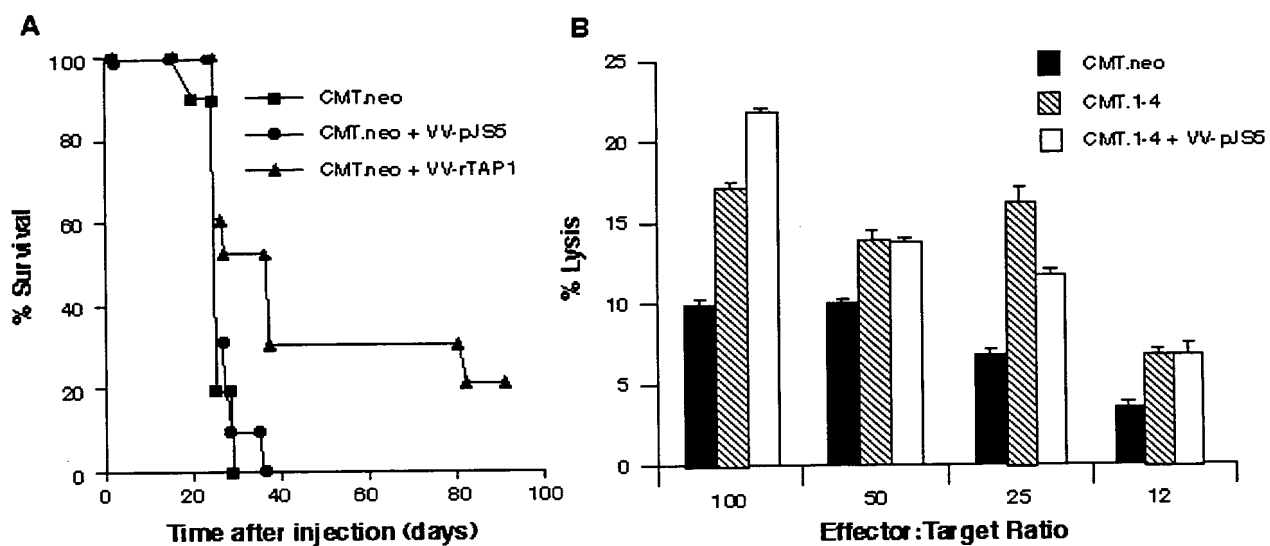 A
100
80
60
40
20
0
% Survival
0 20 40 60 80 100
Time after injection (days)
CMT.neo
CMT.neo + VV-pJS5
CMT.neo + VV-rTAP1
B
25
20
15
10
5
0
% Lysis
100 50 25 12
Effector:Target Ratio
CMT.neo
CMT.1-4
CMT.1-4 + VV-pJS5